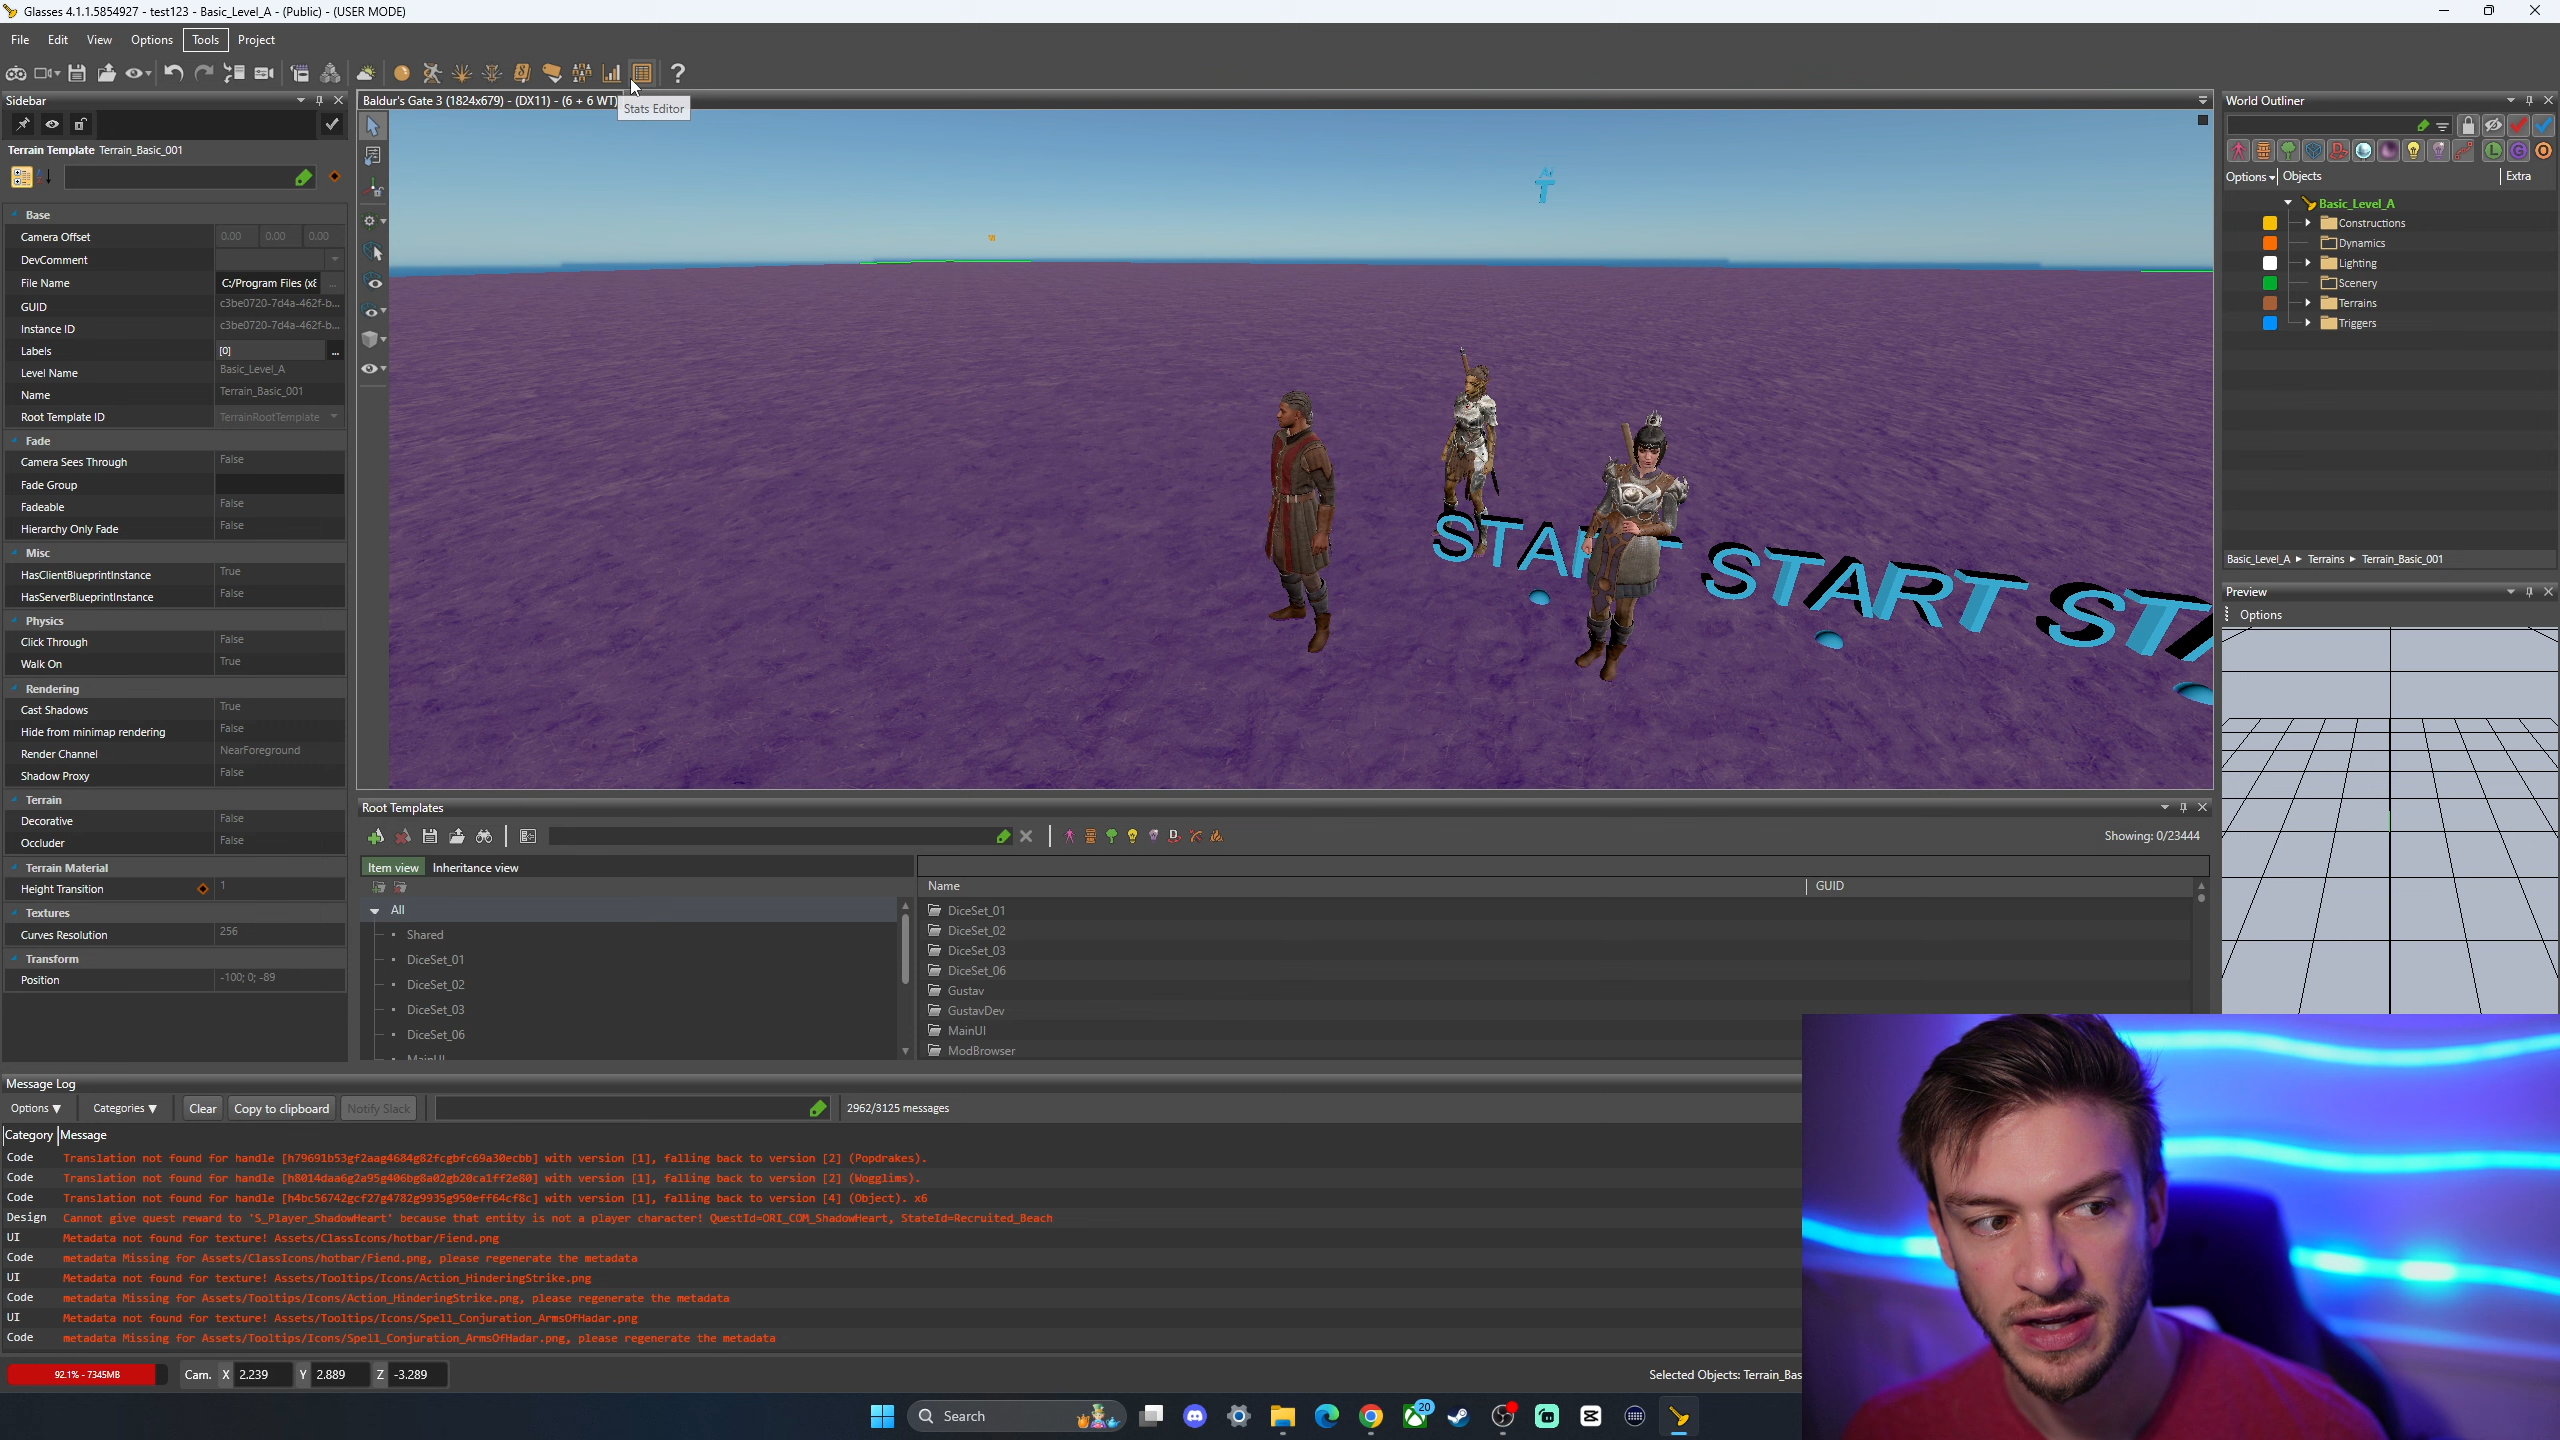 Glasses 4.1.1.5854927 - test123 - Basic_Level_A - (Public) - (USER MODE)
File Edit View Options Tools Project
Sidebar
Baldur's Gate 3 (1824x679) - (DX11) - (6 + 6 WT)
Stats Editor
World Outliner
Terrain Template Terrain_Basic_001
Options Objects Extra
Basic_Level_A
Constructions
Dynamics
Lighting
Scenery
Terrains
Triggers
Basic_Level_A Terrains Terrain_Basic_001
Preview
Options
Base
Camera Offset 0.00 0.00 0.00
DevComment
File Name C:/Program Files (x8 ...
GUID c3be0720-7d4a-462f-b...
Instance ID c3be0720-7d4a-462f-b...
Labels [0] ...
Level Name Basic_Level_A
Name Terrain_Basic_001
Root Template ID TerrainRootTemplate
Fade
Camera Sees Through False
Fade Group
Fadeable False
Hierarchy Only Fade False
Misc
HasClientBlueprintInstance True
HasServerBlueprintInstance False
Physics
Click Through False
Walk On True
Rendering
Cast Shadows True
Hide from minimap rendering False
Render Channel NearForeground
Shadow Proxy False
Terrain
Decorative False
Occluder False
Terrain Material
Height Transition 1
Textures
Curves Resolution 256
Transform
Position -100; 0; -89
START START STA
Root Templates
Showing: 0/23444
Item view Inheritance view
Name GUID
All
Shared
DiceSet_01
DiceSet_02
DiceSet_03
DiceSet_06
MainUI
DiceSet_01
DiceSet_02
DiceSet_03
DiceSet_06
Gustav
GustavDev
MainUI
ModBrowser
Message Log
Options Categories Clear Copy to clipboard Notify Slack 2962/3125 messages
Category Message
Code Translation not found for handle [h79691b53gf2aag4684g82fcgbfc69a30ecbb] with version [1], falling back to version [2] (Popdrakes).
Code Translation not found for handle [h8014daa6g2a95g406bg8a02gb20ca1ff2e80] with version [1], falling back to version [2] (Wogglims).
Code Translation not found for handle [h4bc56742gcf27g4782g9935g950eff64cf8c] with version [1], falling back to version [4] (Object). x6
Design Cannot give quest reward to 'S_Player_ShadowHeart' because that entity is not a player character! QuestId=ORI_COM_ShadowHeart, StateId=Recruited_Beach
UI Metadata not found for texture! Assets/ClassIcons/hotbar/Fiend.png
Code metadata Missing for Assets/ClassIcons/hotbar/Fiend.png, please regenerate the metadata
UI Metadata not found for texture! Assets/Tooltips/Icons/Action_HinderingStrike.png
Code metadata Missing for Assets/Tooltips/Icons/Action_HinderingStrike.png, please regenerate the metadata
UI Metadata not found for texture! Assets/Tooltips/Icons/Spell_Conjuration_ArmsOfHadar.png
Code metadata Missing for Assets/Tooltips/Icons/Spell_Conjuration_ArmsOfHadar.png, please regenerate the metadata
92.1% - 7345MB Cam. X 2.239 Y 2.889 Z -3.289 Selected Objects: Terrain_Bas
Search 20